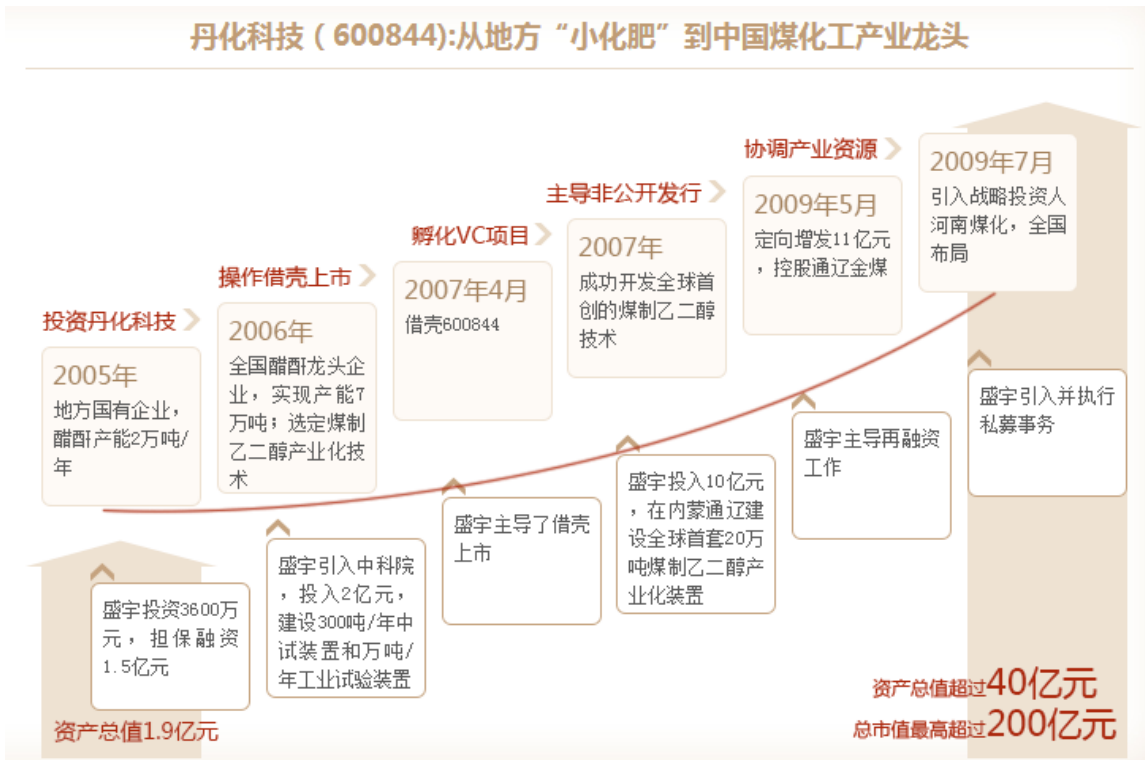 丹化科技（600844):从地方“小化肥”到中国煤化工产业龙头
投资丹化科技
2005年
地方国有企业，
醋酐产能2万吨/
年
操作借壳上市
2006年
全国醋酐龙头企
业，实现产能7
万吨；选定煤制
乙二醇产业化技
术
孵化VC项目
2007年4月
借壳600844
主导非公开发行
2007年
成功开发全球首
创的煤制乙二醇
技术
协调产业资源
2009年5月
定向增发11亿元
，控股通辽金煤
2009年7月
引入战略投资人
河南煤化，全国
布局
盛宇投资3600万
元，担保融资
1.5亿元
盛宇引入中科院
，投入2亿元，
建设300吨/年中
试装置和万吨/
年工业试验装置
盛宇主导了借壳
上市
盛宇投入10亿元
，在内蒙通辽建
设全球首套20万
吨煤制乙二醇产
业化装置
盛宇主导再融资
工作
盛宇引入并执行
私募事务
资产总值1.9亿元
资产总值超过40亿元
总市值最高超过200亿元